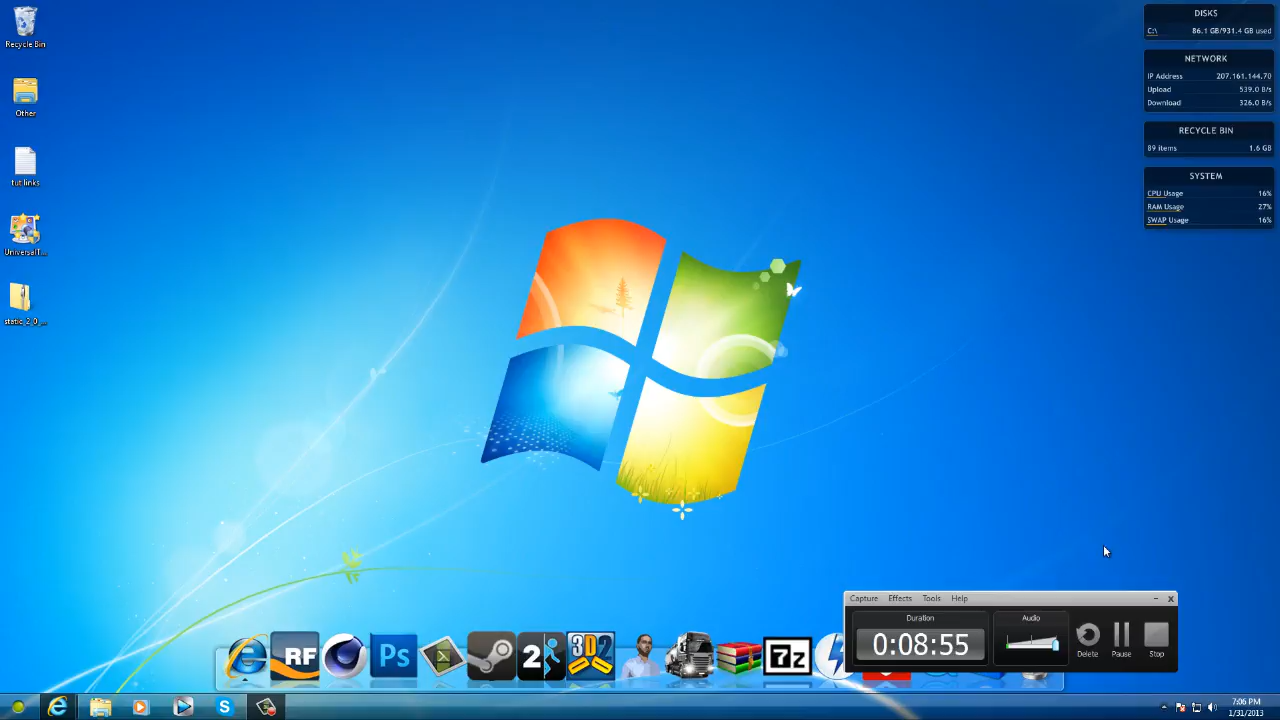 Recycle Bin
Other
tut links
UniversalT...
static_2_0_...
DISKS
C:\ 86.1 GB/931.4 GB used
NETWORK
IP Address 207.161.144.70
Upload 539.0 B/s
Download 326.0 B/s
RECYCLE BIN
89 items 1.6 GB
SYSTEM
CPU Usage 16%
RAM Usage 27%
SWAP Usage 16%
Capture Effects Tools Help
Duration
0:08:55
Audio
Delete Pause Stop
RF
Ps
2
3D2
7z
7:06 PM
1/31/2013